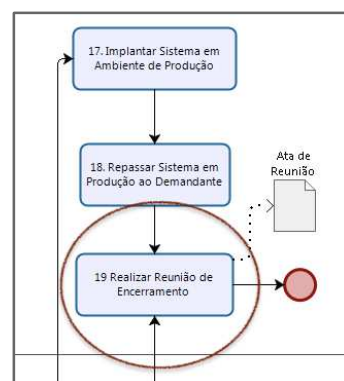 17. Implantar Sistema em
Ambiente de Produção
18. Repassar Sistema em
Produção ao Demandante
Ata de
Reunião
19 Realizar Reunião de
Encerramento